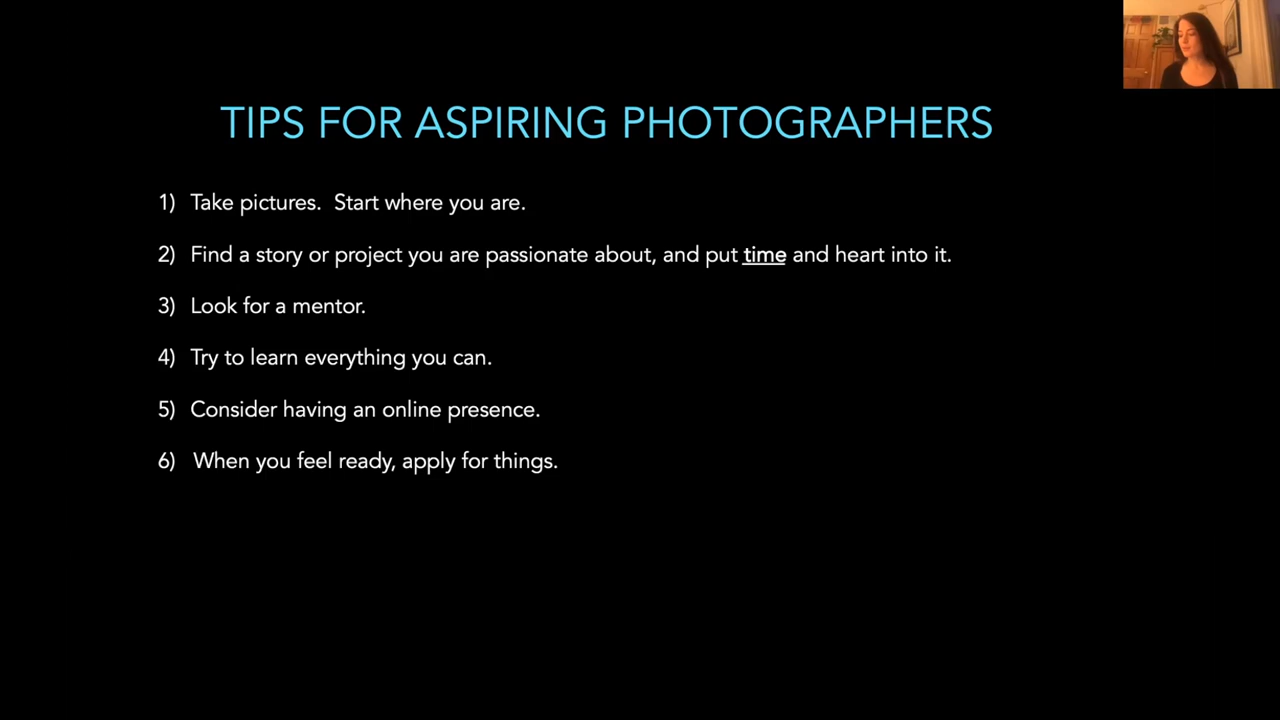 TIPS FOR ASPIRING PHOTOGRAPHERS
1) Take pictures.  Start where you are.
2) Find a story or project you are passionate about, and put time and heart into it.
3) Look for a mentor.
4) Try to learn everything you can.
5) Consider having an online presence.
6) When you feel ready, apply for things.